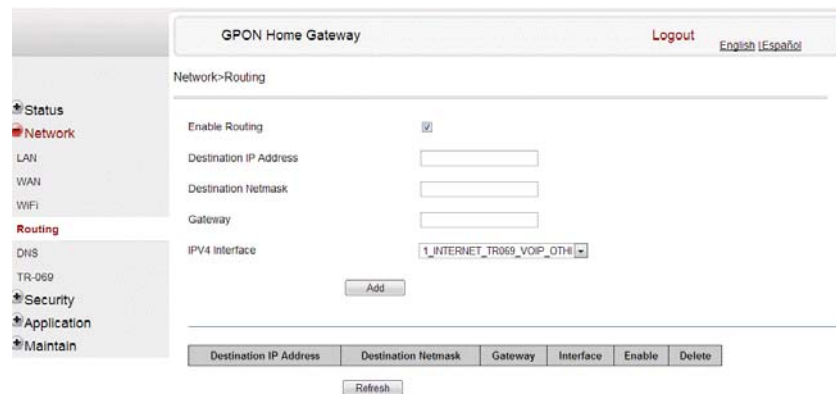 GPON Home Gateway
Logout
English | Español
Network>Routing
Status
Network
LAN
WAN
WiFi
Routing
DNS
TR-069
Security
Application
Maintain
Enable Routing
Destination IP Address
Destination Netmask
Gateway
IPV4 Interface
1_INTERNET_TR069_VOIP_OTHI
Add
Destination IP Address Destination Netmask Gateway Interface Enable Delete
Refresh